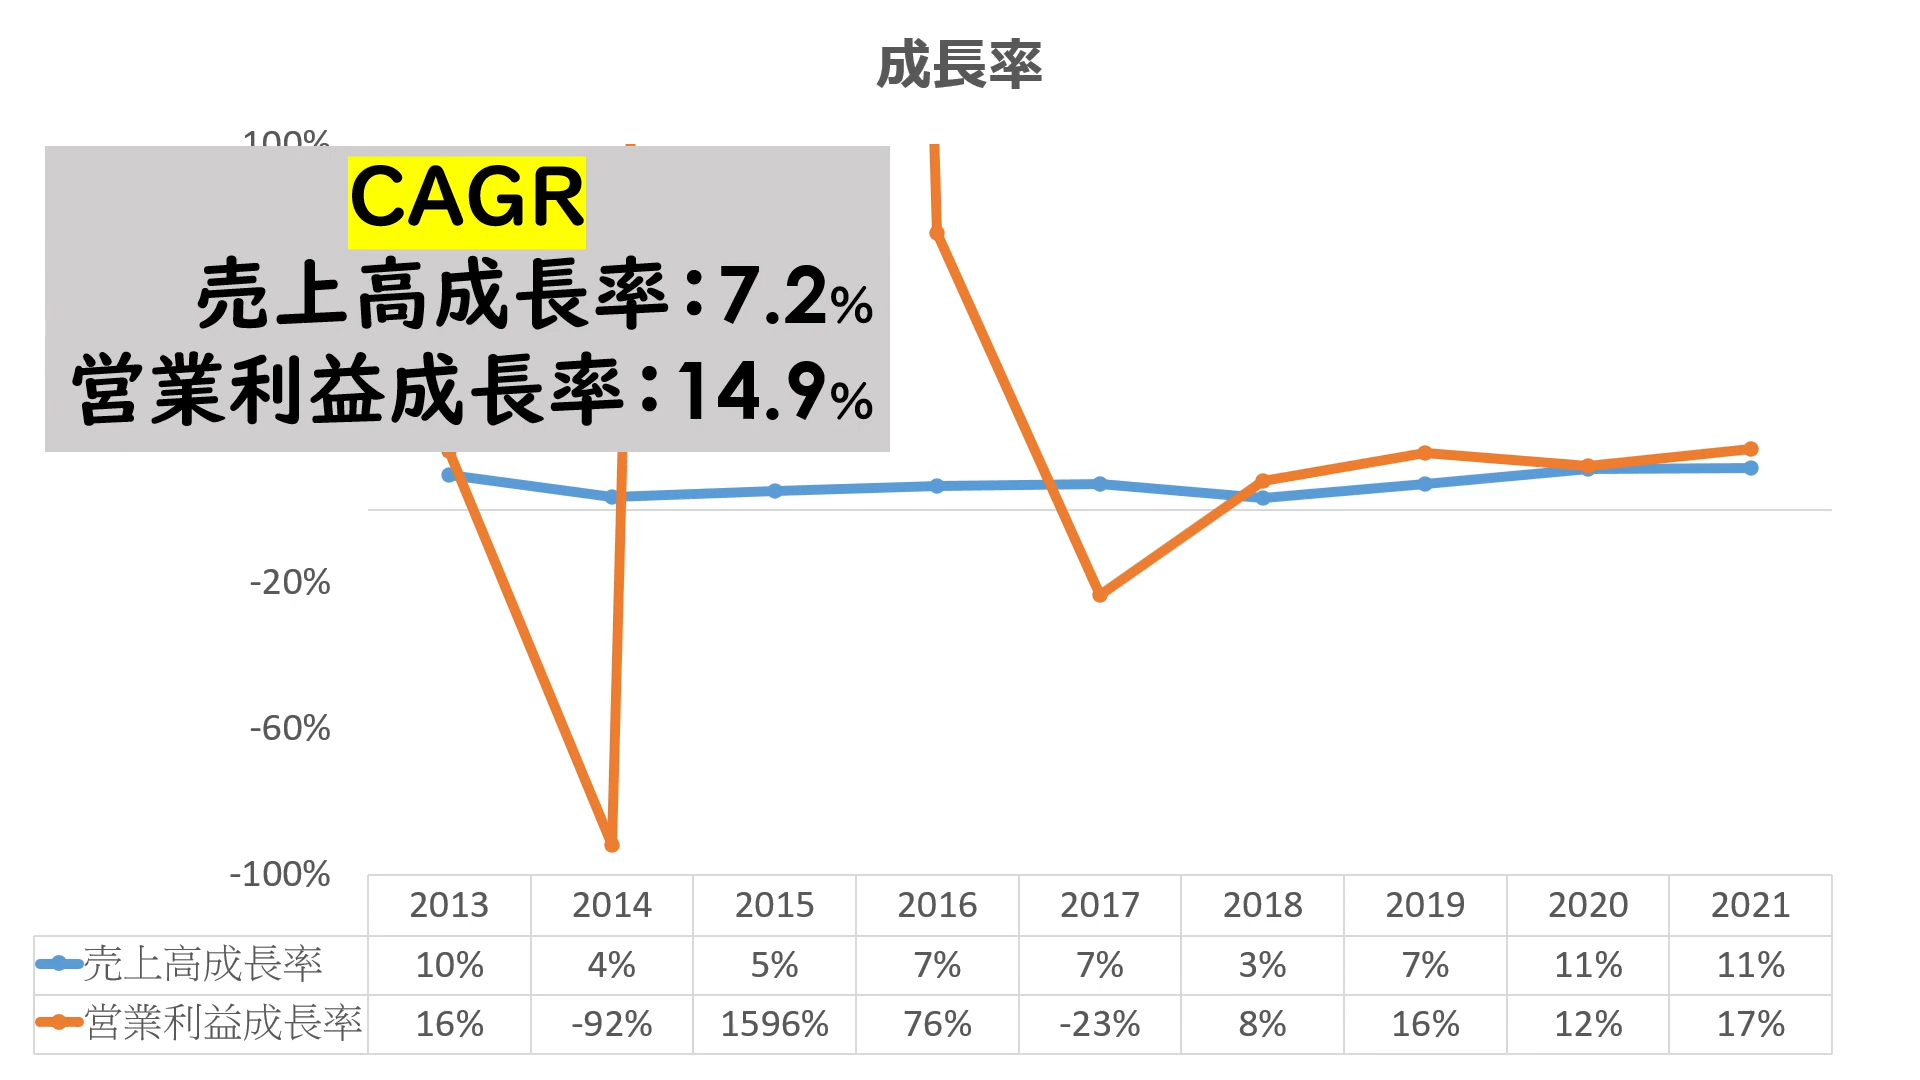 成長率
100%
CAGR
売上高成長率：7.2%
営業利益成長率：14.9%
-20%
-60%
-100%
2013 2014 2015 2016 2017 2018 2019 2020 2021
売上高成長率 10% 4% 5% 7% 7% 3% 7% 11% 11%
営業利益成長率 16% -92% 1596% 76% -23% 8% 16% 12% 17%